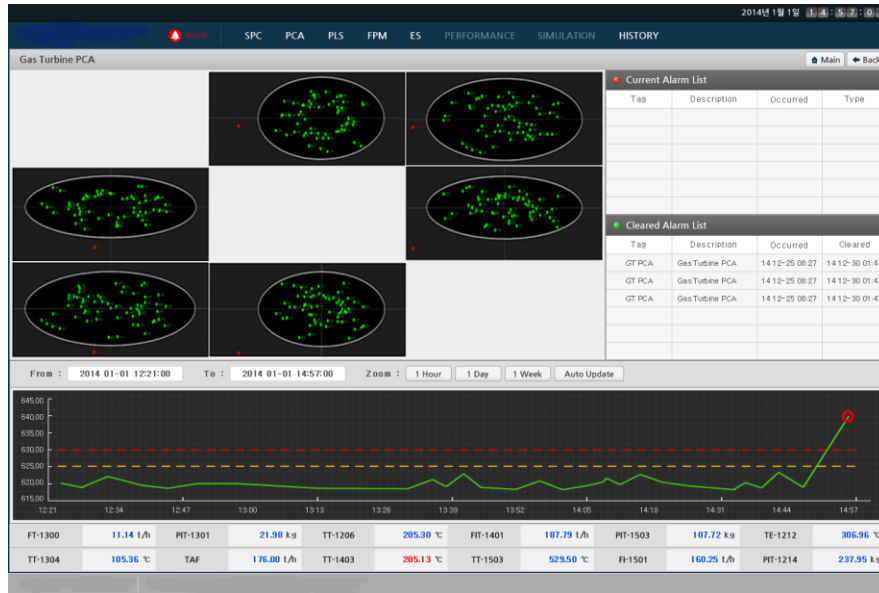 2014년 1월 1일 14:57:0
Alarm SPC PCA PLS FPM ES PERFORMANCE SIMULATION HISTORY
Gas Turbine PCA Main Back
Current Alarm List
Tag Description Occurred Type
Cleared Alarm List
Tag Description Occurred Cleared
GT PCA Gas Turbine PCA 14 12-25 08:27 14 12-30 01:47
GT PCA Gas Turbine PCA 14 12-25 08:27 14 12-30 01:47
GT PCA Gas Turbine PCA 14 12-25 08:27 14 12-30 01:47
From : 2014 01-01 12:21:00 To : 2014 01-01 14:57:00 Zoom : 1 Hour 1 Day 1 Week Auto Update
645.00
640.00
635.00
630.00
625.00
620.00
615.00
12:21 12:34 12:47 13:00 13:13 13:26 13:39 13:52 14:05 14:18 14:31 14:44 14:57
FT-1300 11.14 t/h PIT-1301 21.98 kg TT-1206 205.30 ℃ FIT-1401 187.79 t/h PIT-1503 107.72 kg TE-1212 306.96 ℃
TT-1304 105.36 ℃ TAF 176.00 t/h TT-1403 205.13 ℃ TT-1503 529.50 ℃ FI-1501 160.25 t/h PIT-1214 237.95 kg